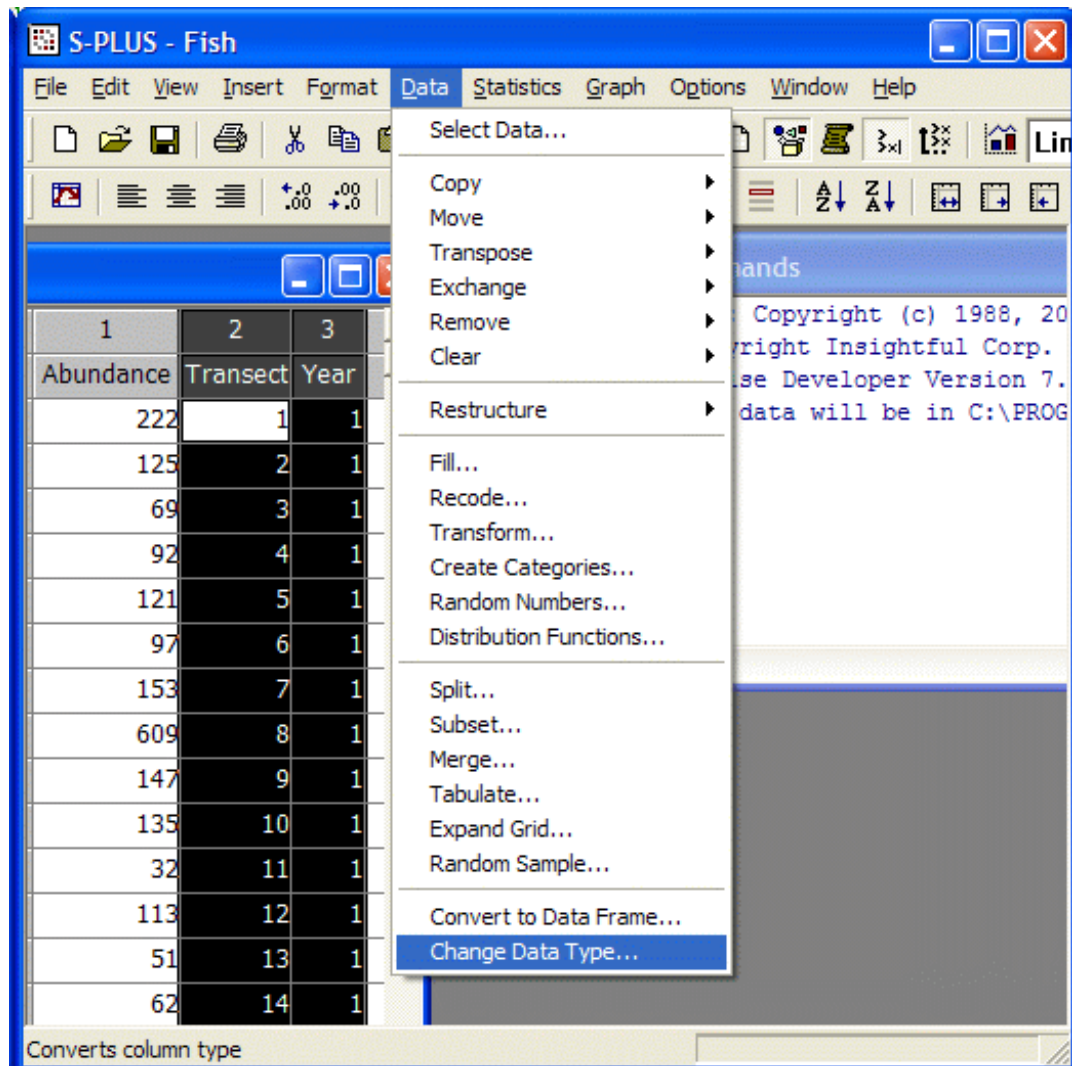 S-PLUS - Fish
File Edit View Insert Format Data Statistics Graph Options Window Help
Select Data...
Copy
Move
Transpose
Exchange
Remove
Clear
Restructure
Fill...
Recode...
Transform...
Create Categories...
Random Numbers...
Distribution Functions...
Split...
Subset...
Merge...
Tabulate...
Expand Grid...
Random Sample...
Convert to Data Frame...
Change Data Type...
Lin
1 2 3
Abundance Transect Year
222 1 1
125 2 1
69 3 1
92 4 1
121 5 1
97 6 1
153 7 1
609 8 1
147 9 1
135 10 1
32 11 1
113 12 1
51 13 1
62 14 1
ands
: Copyright (c) 1988, 20
yright Insightful Corp.
ise Developer Version 7.
data will be in C:\PROG
Converts column type